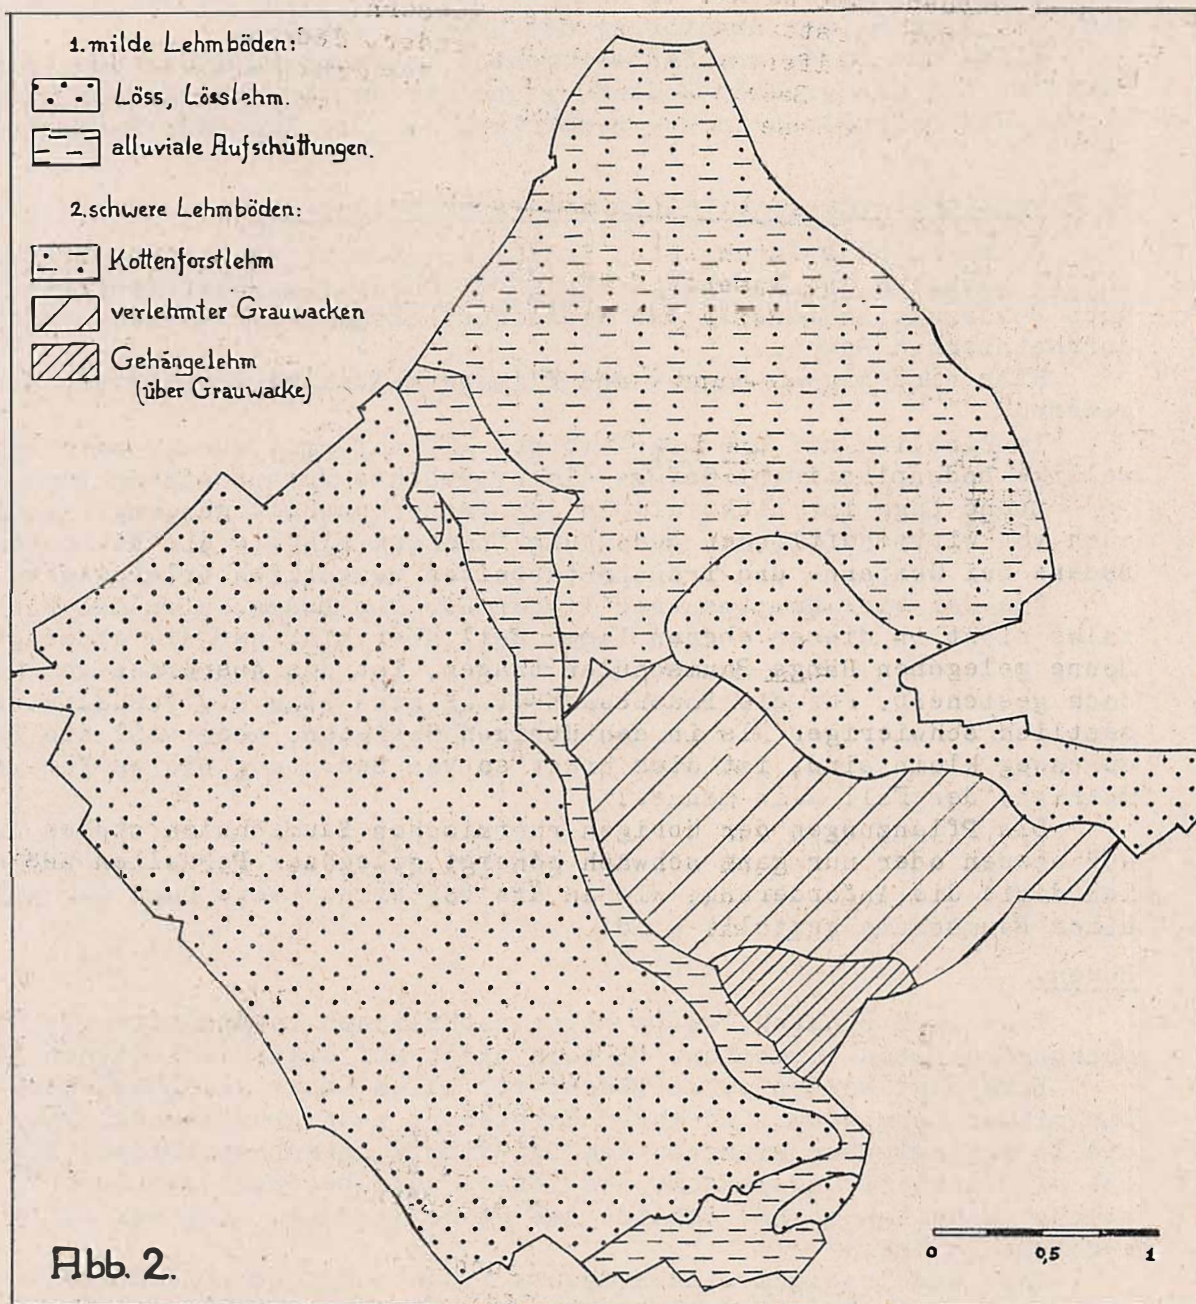 1. milde Lehmböden:
Löss, Lösslehm.
alluviale Aufschüttungen.
2. schwere Lehmböden:
Kottenforstlehm
verlehmter Grauwacken
Gehängelehm
(über Grauwacke)
Abb. 2.
0 0,5 1